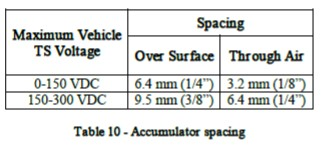 Maximum Vehicle TS Voltage
Spacing
Over Surface
Through Air
0-150 VDC 6.4 mm (1/4") 3.2 mm (1/8")
150-300 VDC 9.5 mm (3/8") 6.4 mm (1/4")
Table 10 - Accumulator spacing